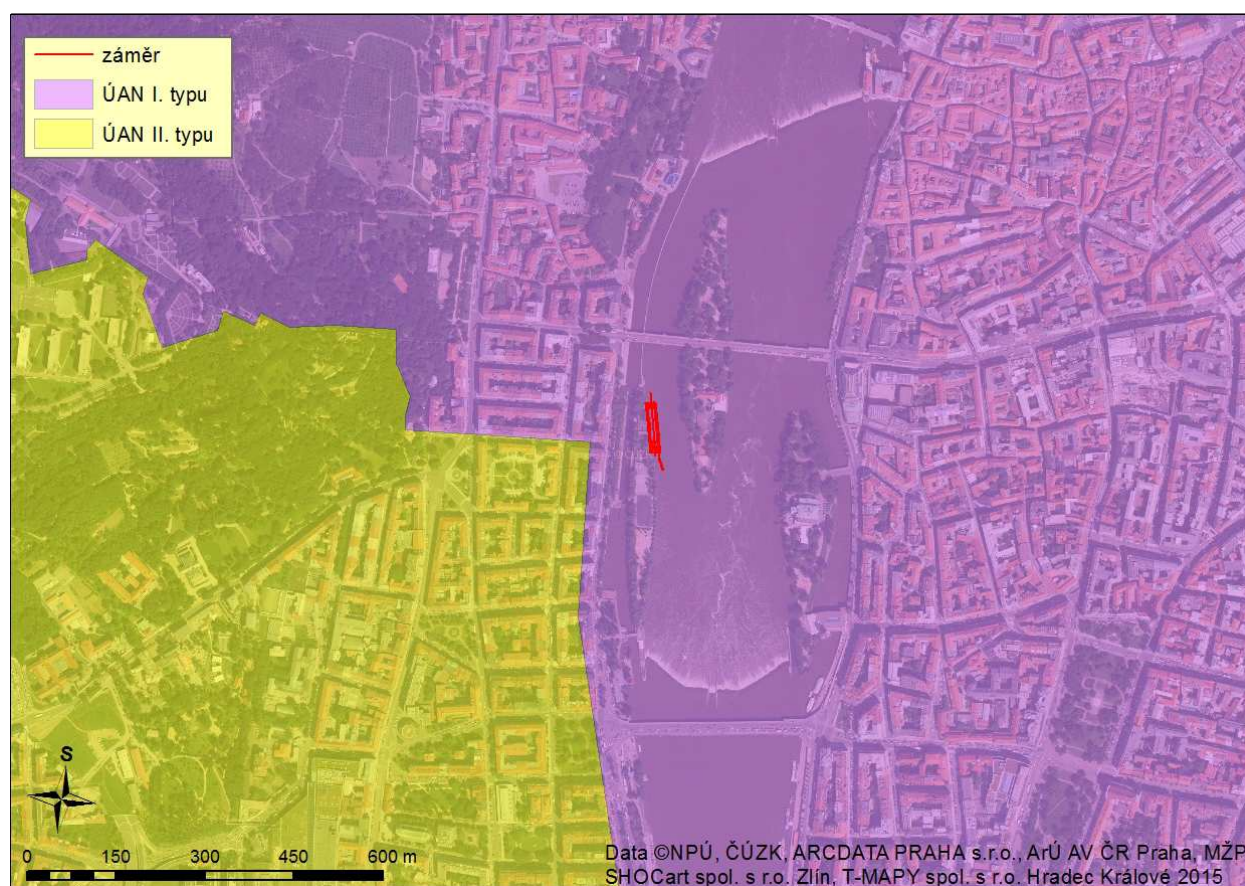 záměr
ÚAN I. typu
ÚAN II. typu
S
0 150 300 450 600 m
Data ©NPÚ, ČÚZK, ARCDATA PRAHA s.r.o., ArÚ AV ČR Praha, MŽP
SHOCart spol. s r.o. Zlín, T-MAPY spol. s r.o. Hradec Králové 2015